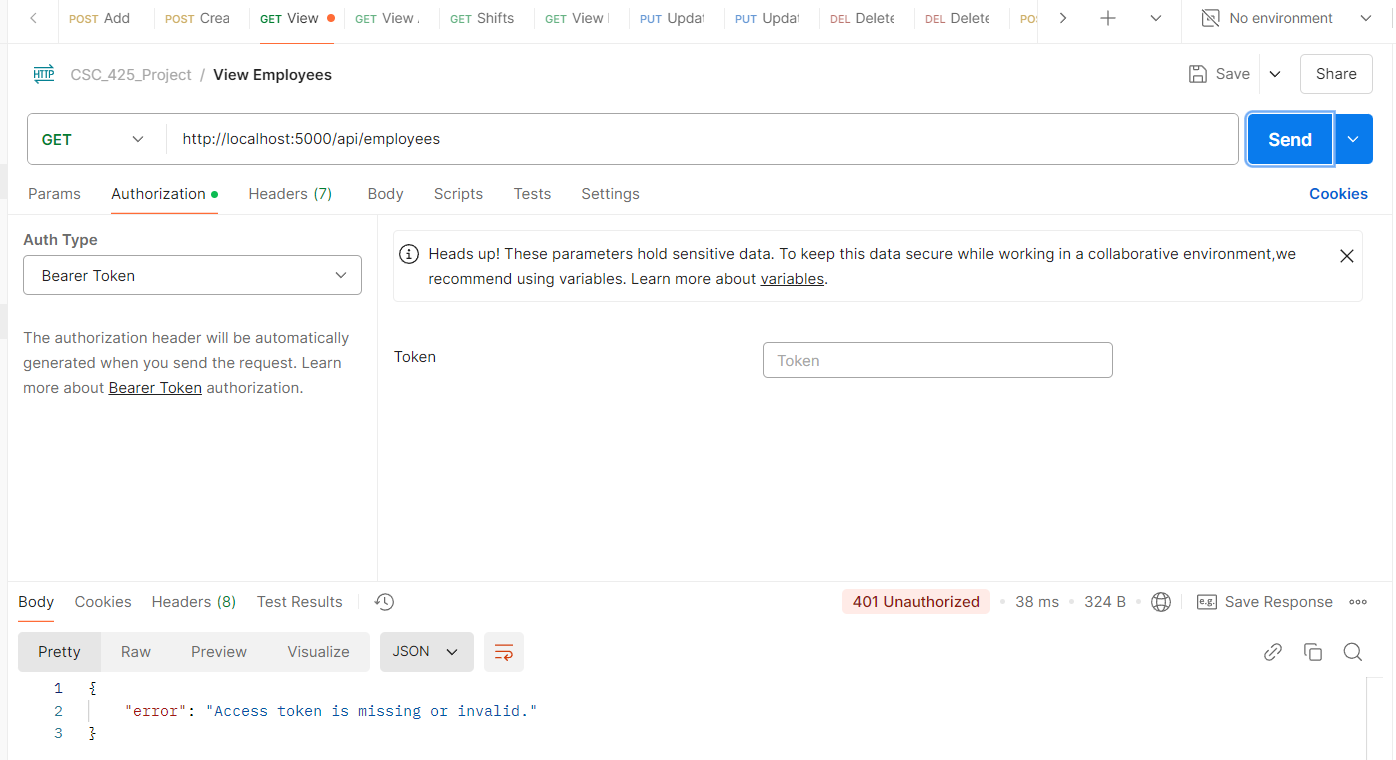 POST Add POST Crea GET View GET View GET Shifts GET View PUT Updat PUT Updat DEL Delete DEL Delete POS No environment
HTTP CSC_425_Project / View Employees Save Share
GET http://localhost:5000/api/employees Send
Params Authorization Headers (7) Body Scripts Tests Settings Cookies
Auth Type
Bearer Token
The authorization header will be automatically
generated when you send the request. Learn
more about Bearer Token authorization.
Heads up! These parameters hold sensitive data. To keep this data secure while working in a collaborative environment,we
recommend using variables. Learn more about variables.
Token Token
Body Cookies Headers (8) Test Results 401 Unauthorized 38 ms 324 B e.g. Save Response
Pretty Raw Preview Visualize JSON
1 {
2 "error": "Access token is missing or invalid."
3 }